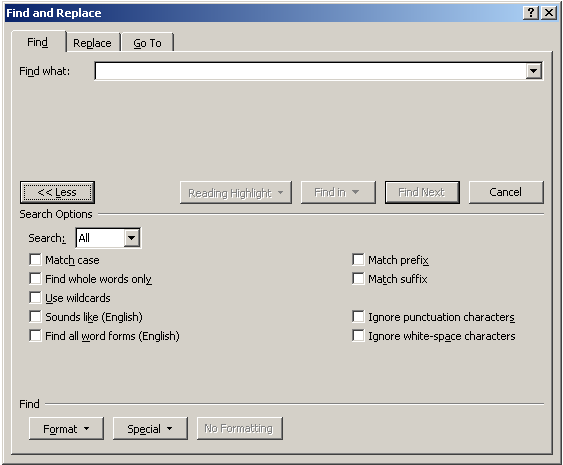 Find and Replace
Find Replace Go To
Find what:
<< Less Reading Highlight Find in Find Next Cancel
Search Options
Search: All
Match case Match prefix
Find whole words only Match suffix
Use wildcards
Sounds like (English) Ignore punctuation characters
Find all word forms (English) Ignore white-space characters
Find
Format Special No Formatting